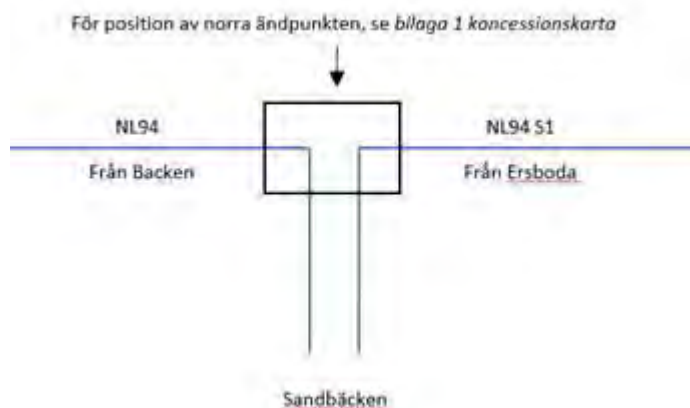 För position av norra ändpunkten, se bilaga 1 koncessionskarta
NL94
NL94 S1
Från Backen
Från Ersboda
Sandbäcken